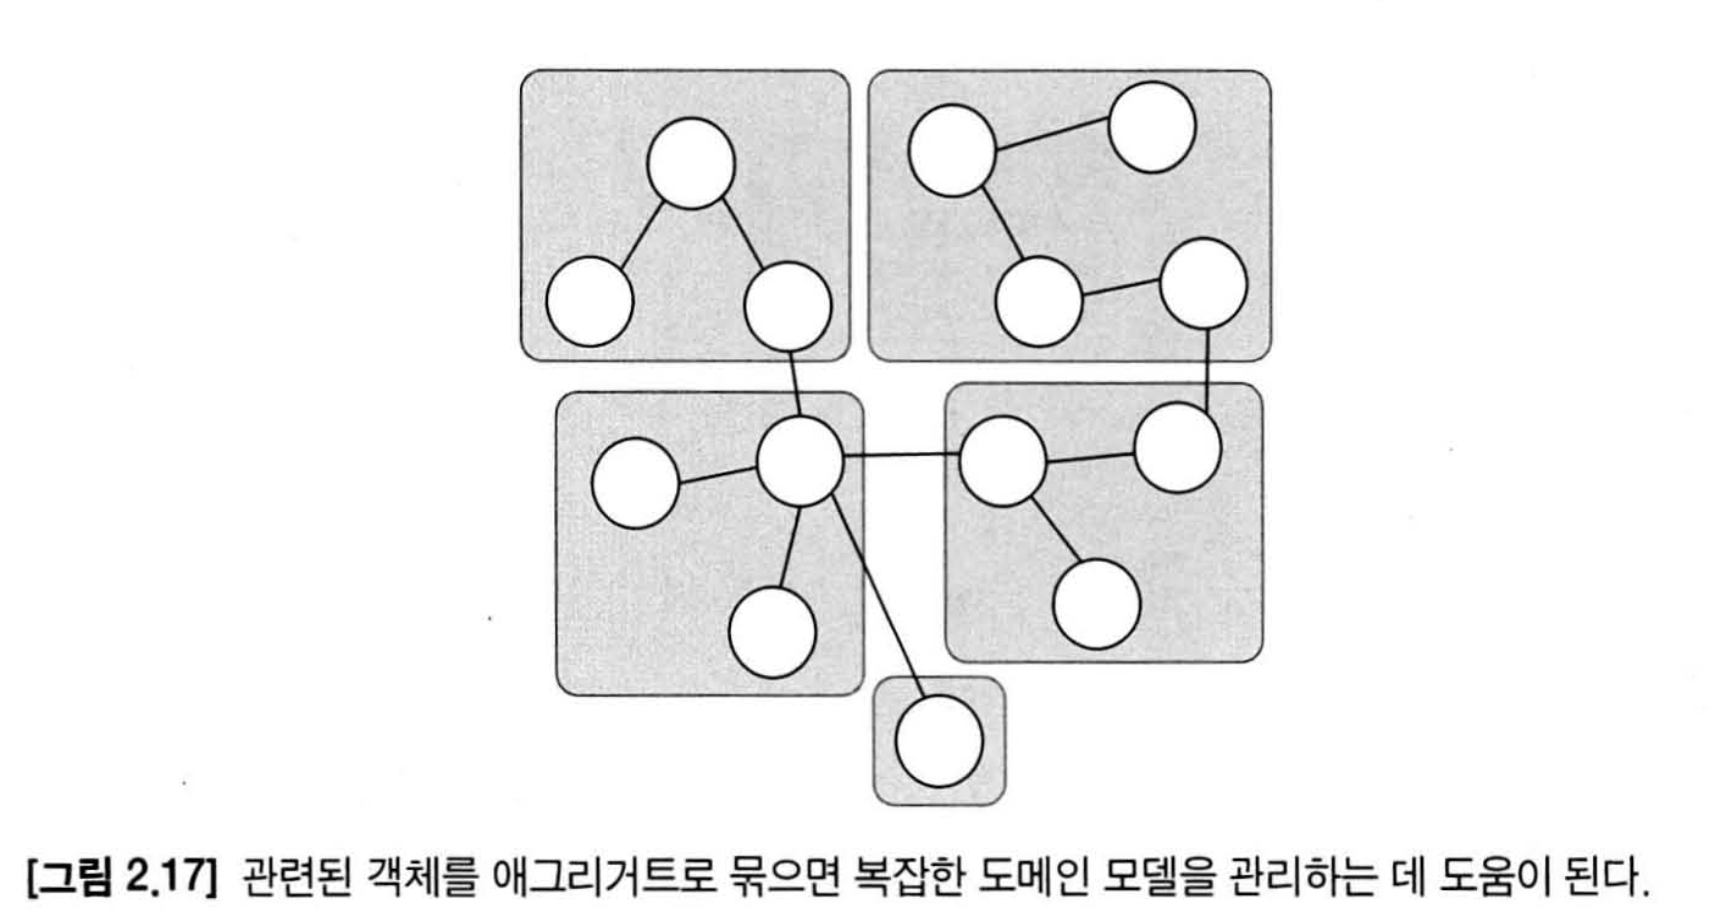 [그림 2.17] 관련된 객체를 애그리거트로 묶으면 복잡한 도메인 모델을 관리하는 데 도움이 된다.